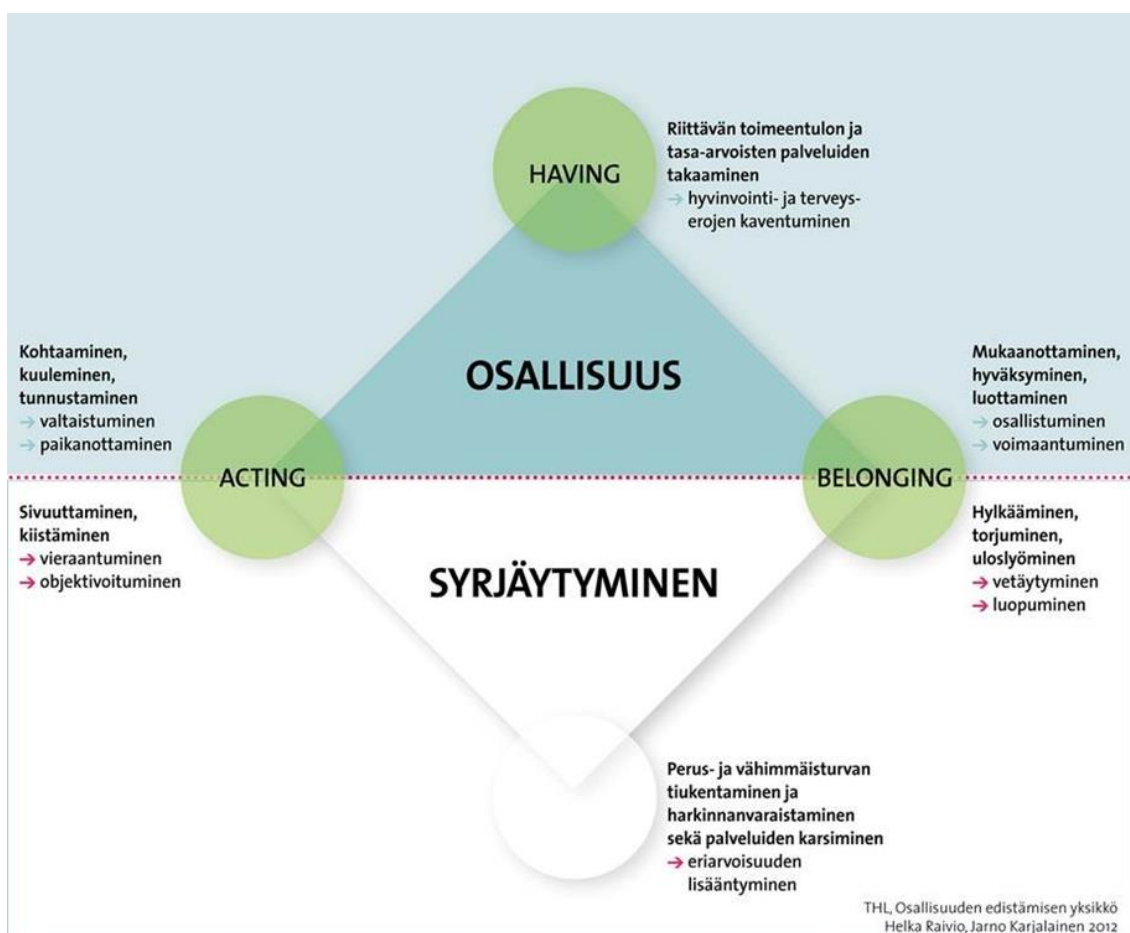 HAVING
Riittävän toimeentulon ja
tasa-arvoisten palveluiden
takaaminen
→ hyvinvointi- ja terveys-
erojen kaventuminen
Kohtaaminen,
kuuleminen,
tunnustaminen
→ valtaistuminen
→ paikanottaminen
OSALLISUUS
Mukaanottaminen,
hyväksyminen,
luottaminen
→ osallistuminen
→ voimaantuminen
ACTING
BELONGING
Sivuuttaminen,
kiistäminen
→ vieraantuminen
→ objektivoituminen
SYRJÄYTYMINEN
Hylkääminen,
torjuminen,
uloslyöminen
→ vetäytyminen
→ luopuminen
Perus- ja vähimmäisturvan
tiukentaminen ja
harkinnanvaraistaminen
sekä palveluiden karsiminen
→ eriarvoisuuden
lisääntyminen
THL, Osallisuuden edistämisen yksikkö
Helka Raivio, Jarno Karjalainen 2012